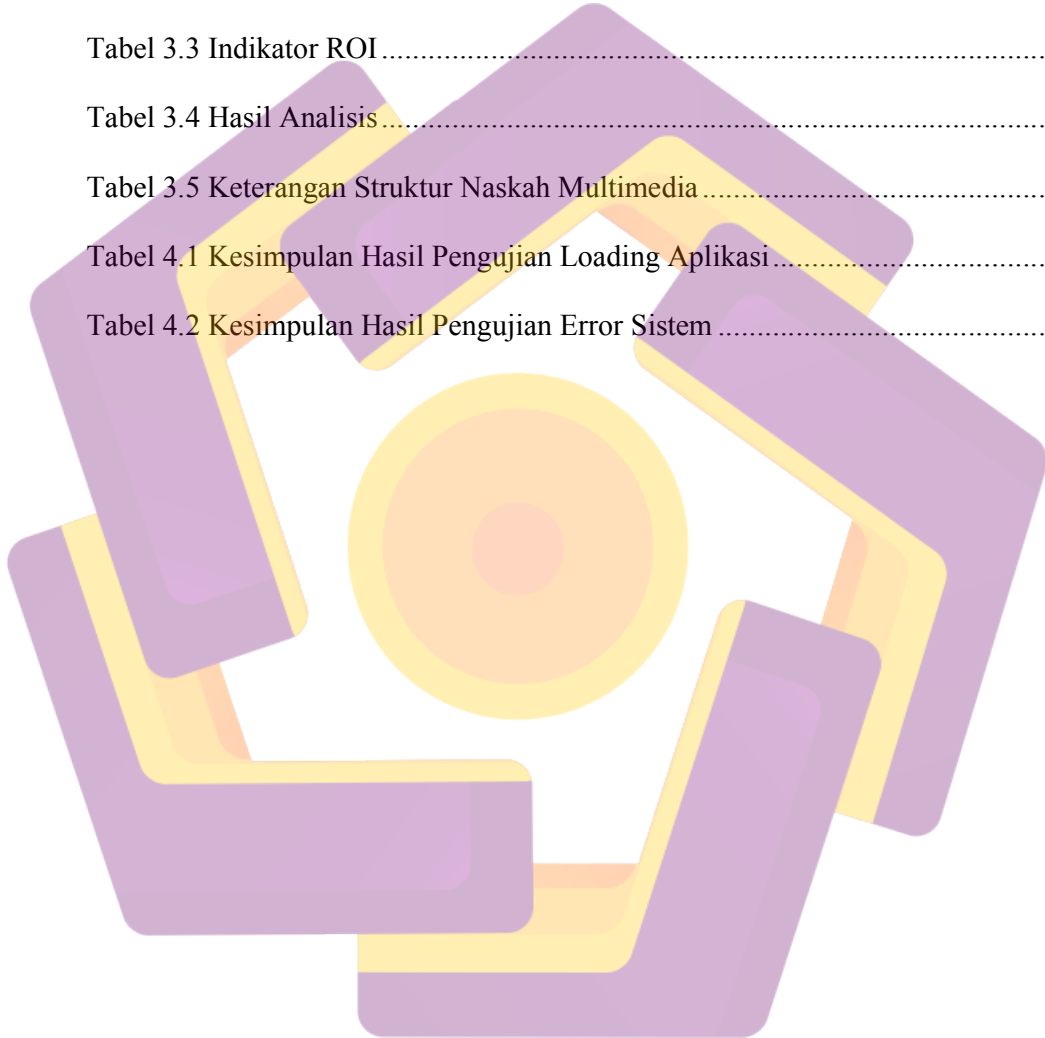 Tabel 3.3 Indikator ROI........................................................................
Tabel 3.4 Hasil Analisis........................................................................
Tabel 3.5 Keterangan Struktur Naskah Multimedia.....................................
Tabel 4.1 Kesimpulan Hasil Pengujian Loading Aplikasi.............................
Tabel 4.2 Kesimpulan Hasil Pengujian Error Sistem ...................................